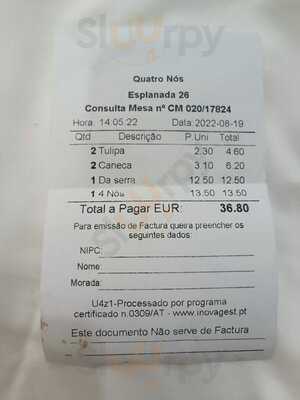 Sluurpy
Quatro Nós
Esplanada 26
Consulta Mesa nº CM 020/17824
Hora: 14:05:22 Data: 2022-08-19
Qtd Descrição P.Uni Total
2 Tulipa 2.30 4.60
2 Caneca 3.10 6.20
1 Da serra 12.50 12.50
1 4 Nós 13.50 13.50
Total a Pagar EUR: 36.80
Para emissão de Factura queira preencher os
seguintes dados:
NIPC:
Nome:
Morada:
U4z1-Processado por programa
certificado n.0309/AT - www.inovagest.pt
Este documento Não serve de Factura
Sluurpy